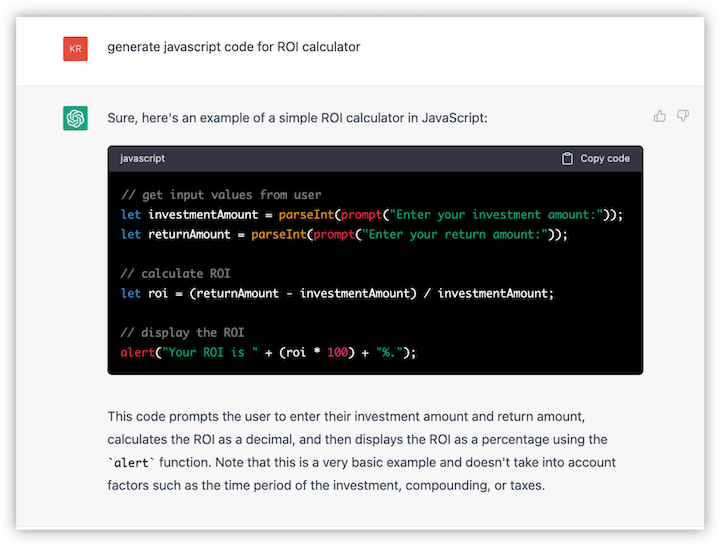 KR
generate javascript code for ROI calculator
Sure, here's an example of a simple ROI calculator in JavaScript:
javascript
Copy code
// get input values from user
let investmentAmount = parseInt(prompt("Enter your investment amount:"));
let returnAmount = parseInt(prompt("Enter your return amount:"));
// calculate ROI
let roi = (returnAmount - investmentAmount) / investmentAmount;
// display the ROI
alert("Your ROI is " + (roi * 100) + "%.");
This code prompts the user to enter their investment amount and return amount,
calculates the ROI as a decimal, and then displays the ROI as a percentage using the
`alert` function. Note that this is a very basic example and doesn't take into account
factors such as the time period of the investment, compounding, or taxes.